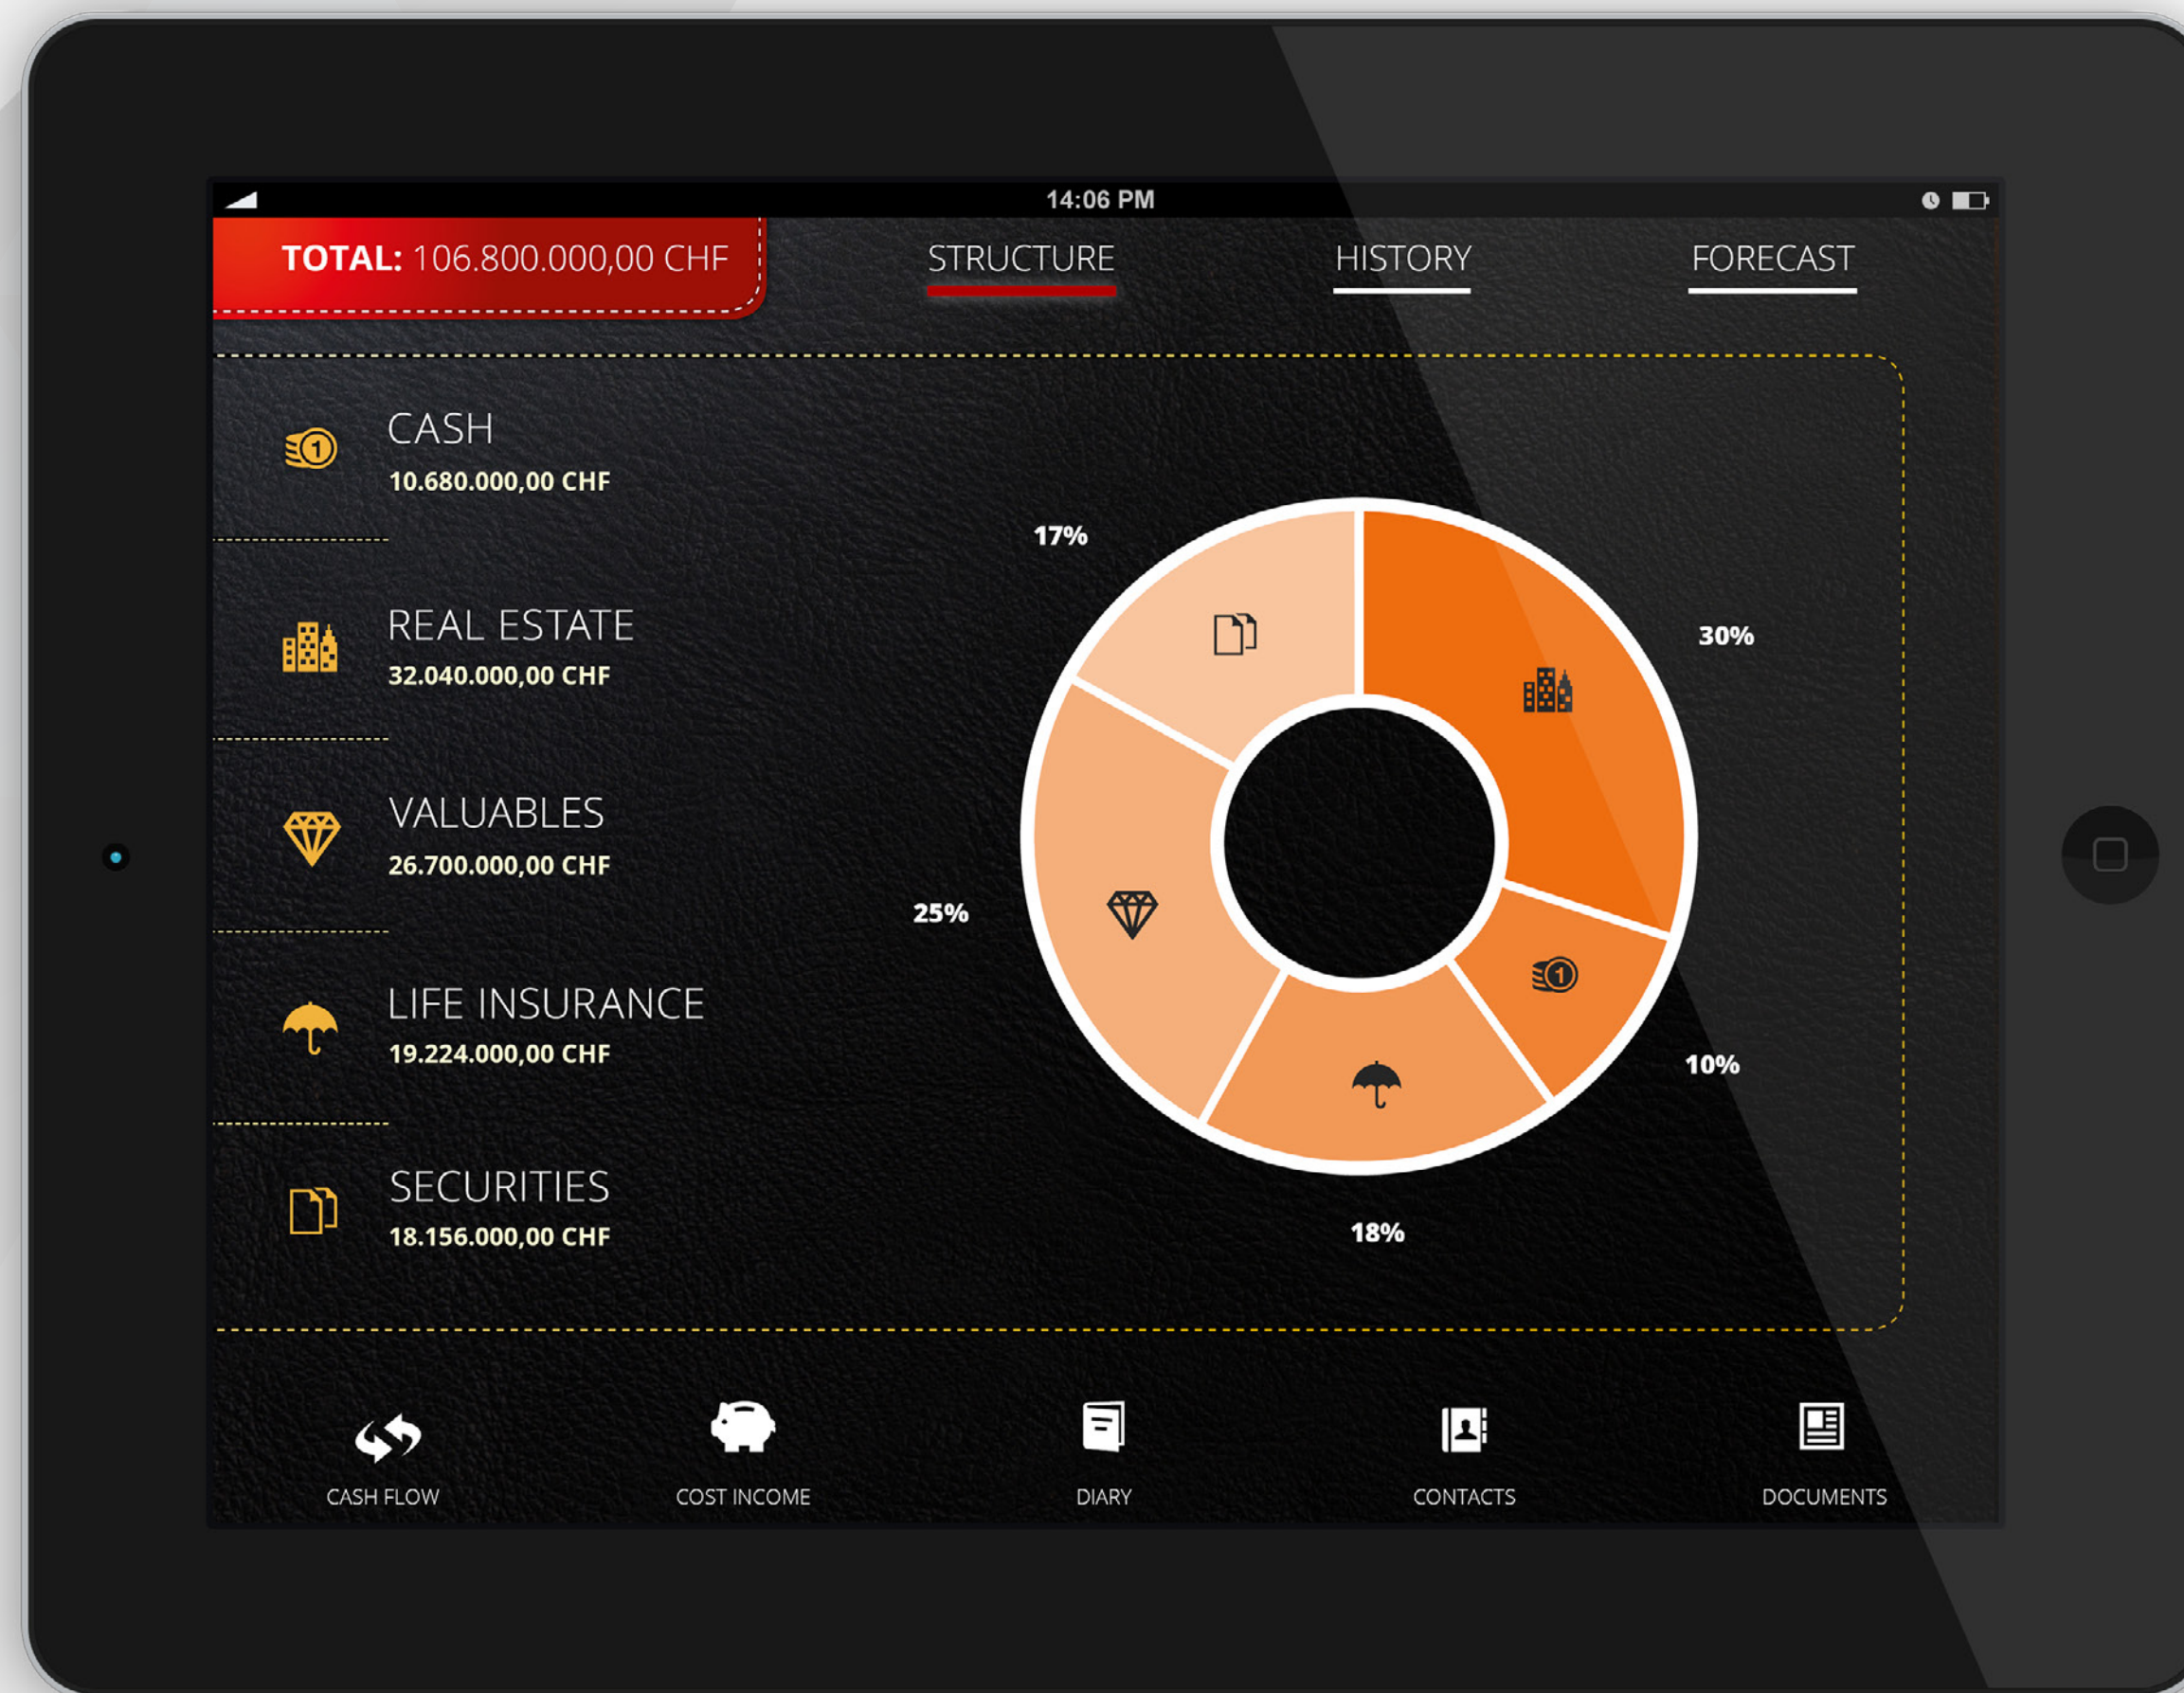 14:06 PM
TOTAL: 106.800.000,00 CHF
STRUCTURE
HISTORY
FORECAST
CASH
10.680.000,00 CHF
REAL ESTATE
32.040.000,00 CHF
VALUABLES
26.700.000,00 CHF
LIFE INSURANCE
19.224.000,00 CHF
SECURITIES
18.156.000,00 CHF
17%
30%
25%
10%
18%
1
1
CASH FLOW
COST INCOME
DIARY
CONTACTS
DOCUMENTS